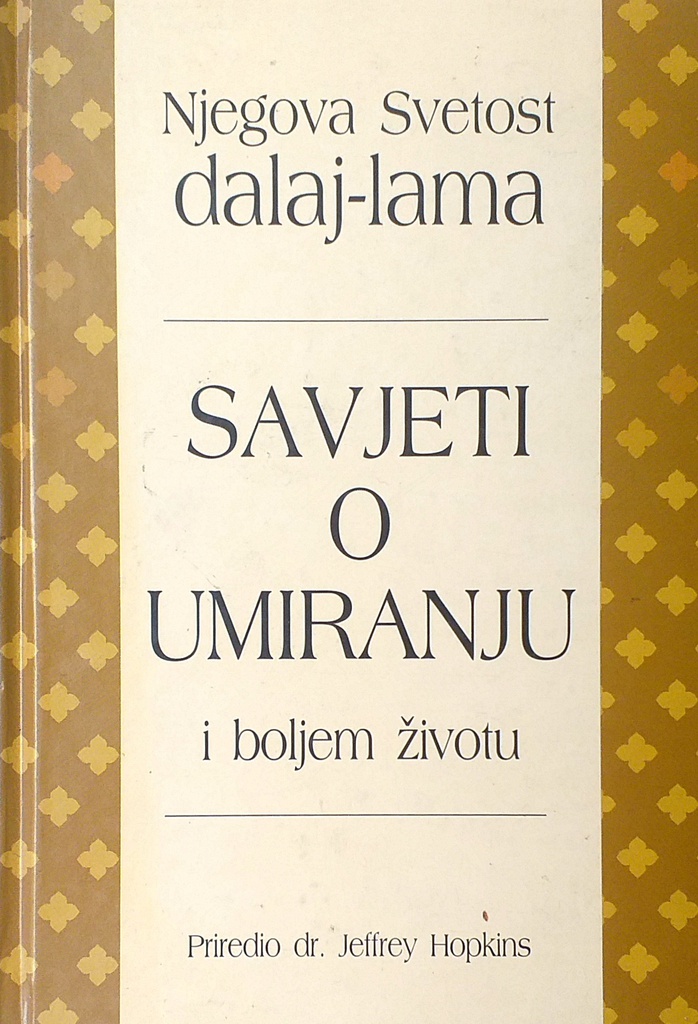 Njegova Svetost
dalaj-lama
SAVJETI
O
UMIRANJU
i boljem životu
Priredio dr. Jeffrey Hopkins